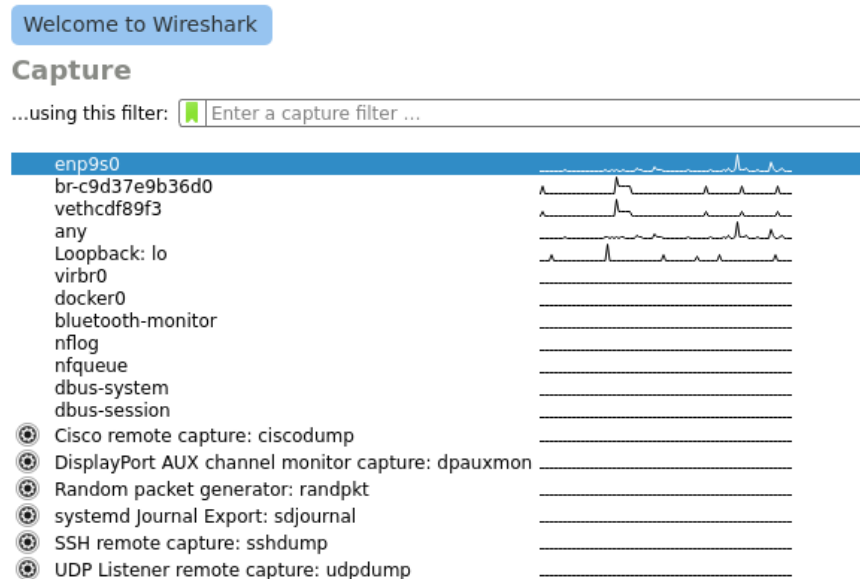 Welcome to Wireshark
Capture
...using this filter: Enter a capture filter ...
enp9s0
br-c9d37e9b36d0
vethcdf89f3
any
Loopback: lo
virbr0
docker0
bluetooth-monitor
nflog
nfqueue
dbus-system
dbus-session
Cisco remote capture: ciscodump
DisplayPort AUX channel monitor capture: dpauxmon
Random packet generator: randpkt
systemd Journal Export: sdjournal
SSH remote capture: sshdump
UDP Listener remote capture: udpdump